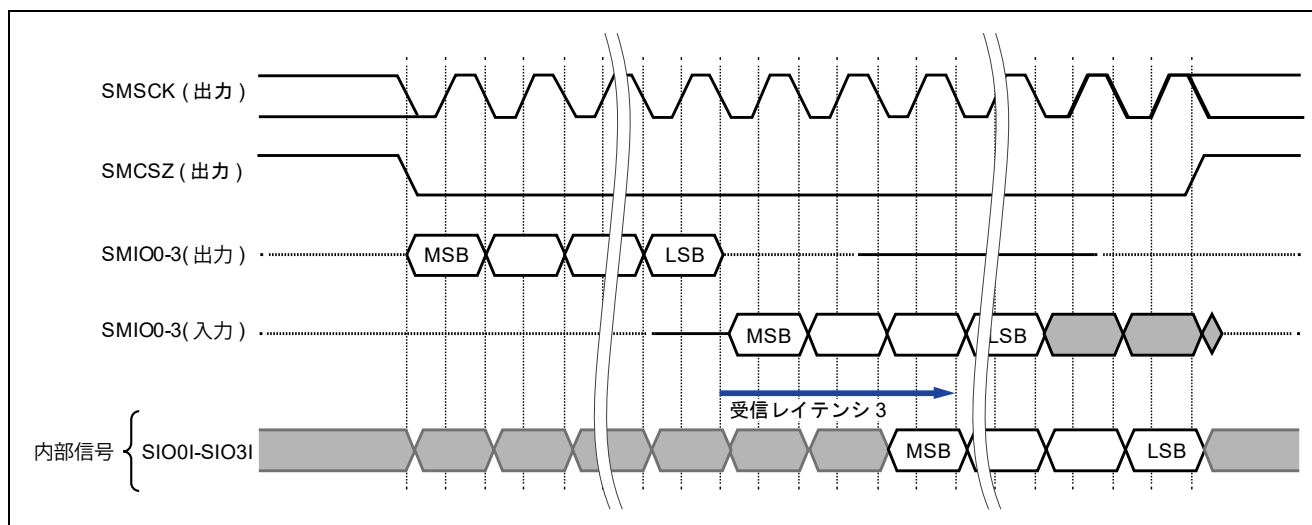 SMSCK ( 出力 )
SMCSZ ( 出力 )
SMIO0-3( 出力 )
MSB
LSB
SMIO0-3( 入力 )
MSB
LSB
受信レイテンシ 3
内部信号
SIO0I-SIO3I
MSB
LSB